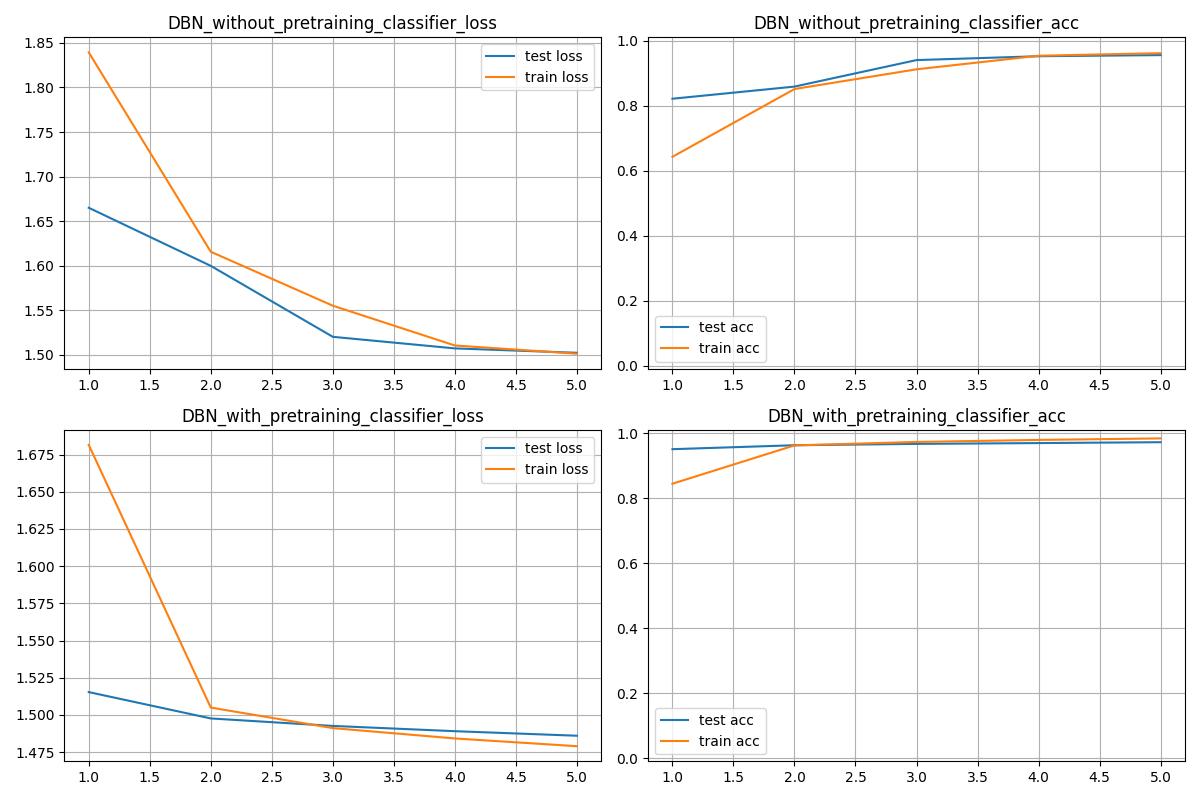 DBN_without_pretraining_classifier_loss
1.85
1.80
1.75
1.70
1.65
1.60
1.55
1.50
test loss
train loss
1.0 1.5 2.0 2.5 3.0 3.5 4.0 4.5 5.0
DBN_without_pretraining_classifier_acc
1.0
0.8
0.6
0.4
0.2
0.0
test acc
train acc
1.0 1.5 2.0 2.5 3.0 3.5 4.0 4.5 5.0
DBN_with_pretraining_classifier_loss
1.675
1.650
1.625
1.600
1.575
1.550
1.525
1.500
1.475
test loss
train loss
1.0 1.5 2.0 2.5 3.0 3.5 4.0 4.5 5.0
DBN_with_pretraining_classifier_acc
1.0
0.8
0.6
0.4
0.2
0.0
test acc
train acc
1.0 1.5 2.0 2.5 3.0 3.5 4.0 4.5 5.0